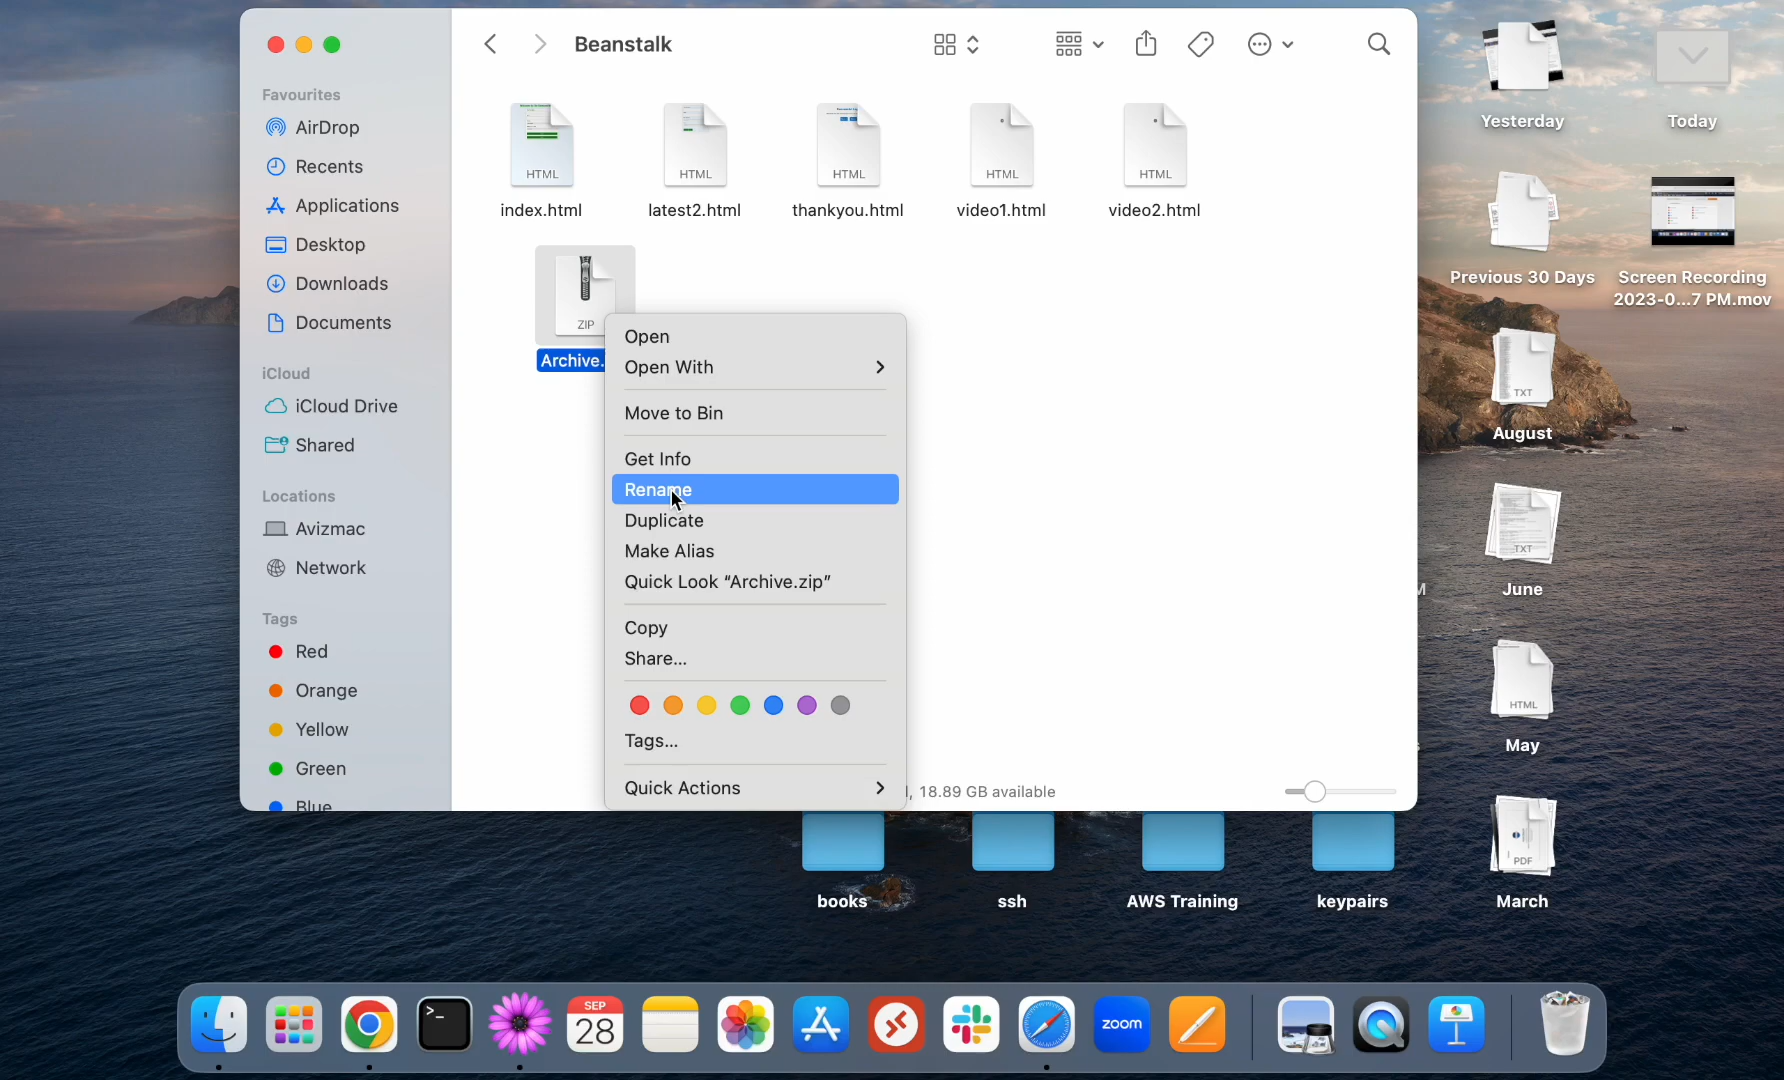 Beanstalk
Favourites
AirDrop
Recents
Applications
Desktop
Downloads
Documents
iCloud
iCloud Drive
Shared
Locations
Avizmac
Network
Tags
Red
Orange
Yellow
Green
Blue
HTML
HTML
HTML
HTML
HTML
index.html
latest2.html
thankyou.html
video1.html
video2.html
ZIP
Archive.
Open
Open With
Move to Bin
Get Info
Rename
Duplicate
Make Alias
Quick Look “Archive.zip”
Copy
Share...
Tags...
Quick Actions
, 18.89 GB available
Yesterday
Today
Previous 30 Days
Screen Recording
2023-0...7 PM.mov
TXT
August
TXT
June
HTML
May
PDF
March
books
ssh
AWS Training
keypairs
>_
SEP
28
zoom